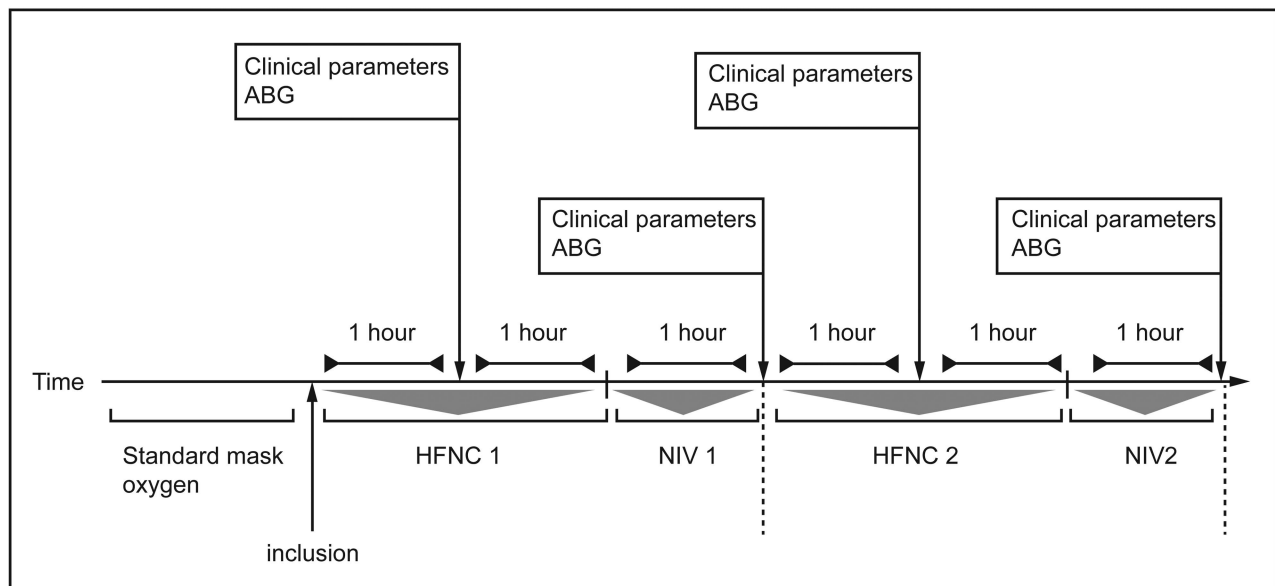 Clinical parameters
ABG
Clinical parameters
ABG
Clinical parameters
ABG
Clinical parameters
ABG
1 hour
1 hour
1 hour
1 hour
1 hour
1 hour
Time
Standard mask
oxygen
HFNC 1
NIV 1
HFNC 2
NIV2
inclusion